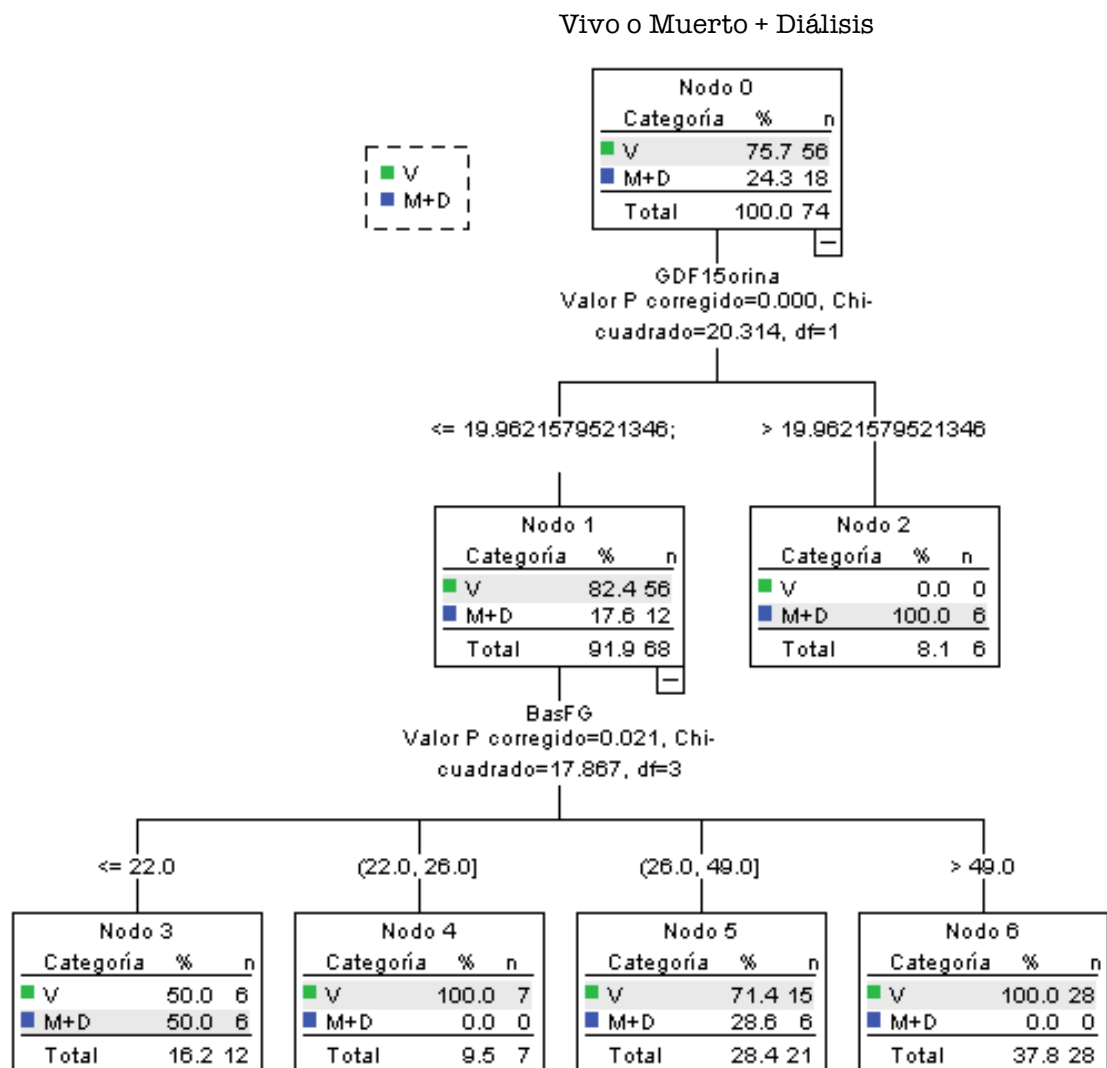 Vivo o Muerto + Diálisis
Nodo 0
Categoría % n
V 75.7 56
M+D 24.3 18
Total 100.0 74
V
M+D
GDF15orina
Valor P corregido=0.000, Chi-
cuadrado=20.314, df=1
<= 19.9621579521346;
> 19.9621579521346
Nodo 1
Categoría % n
V 82.4 56
M+D 17.6 12
Total 91.9 68
Nodo 2
Categoría % n
V 0.0 0
M+D 100.0 6
Total 8.1 6
BasFG
Valor P corregido=0.021, Chi-
cuadrado=17.867, df=3
<= 22.0
(22.0, 26.0]
(26.0, 49.0]
> 49.0
Nodo 3
Categoría % n
V 50.0 6
M+D 50.0 6
Total 16.2 12
Nodo 4
Categoría % n
V 100.0 7
M+D 0.0 0
Total 9.5 7
Nodo 5
Categoría % n
V 71.4 15
M+D 28.6 6
Total 28.4 21
Nodo 6
Categoría % n
V 100.0 28
M+D 0.0 0
Total 37.8 28